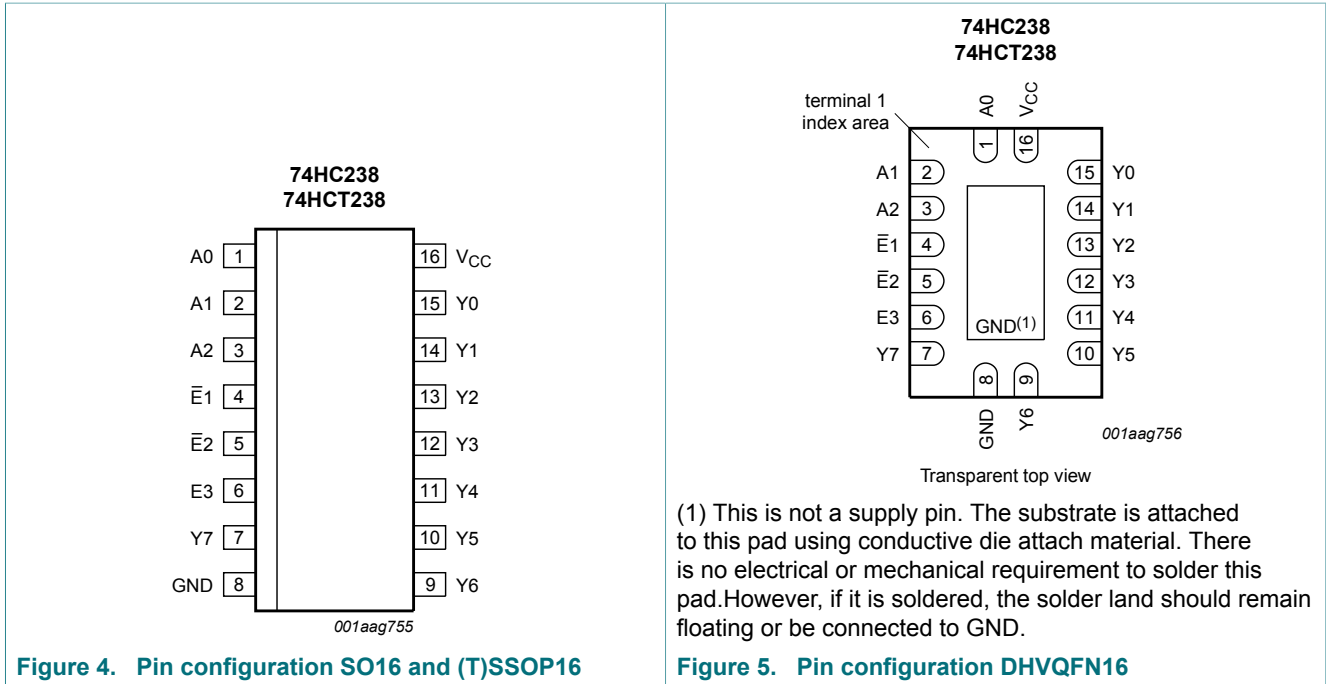 74HC238
74HCT238
A0 1
A1 2
A2 3
E̅1 4
E̅2 5
E3 6
Y7 7
GND 8
16 VCC
15 Y0
14 Y1
13 Y2
12 Y3
11 Y4
10 Y5
9 Y6
001aag755
Figure 4. Pin configuration SO16 and (T)SSOP16
74HC238
74HCT238
terminal 1
index area
A0
VCC
1
16
A1 2
A2 3
E̅1 4
E̅2 5
E3 6
Y7 7
15 Y0
14 Y1
13 Y2
12 Y3
11 Y4
10 Y5
GND(1)
8
9
GND
Y6
001aag756
Transparent top view
(1) This is not a supply pin. The substrate is attached
to this pad using conductive die attach material. There
is no electrical or mechanical requirement to solder this
pad.However, if it is soldered, the solder land should remain
floating or be connected to GND.
Figure 5. Pin configuration DHVQFN16